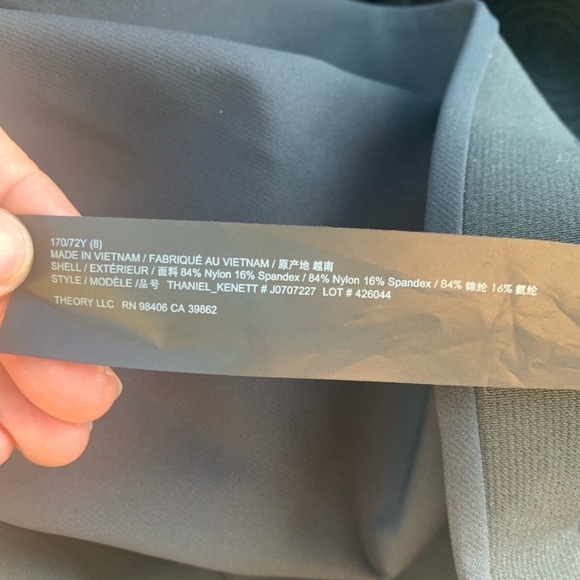 170/72Y (8)
MADE IN VIETNAM / FABRIQUÉ AU VIETNAM / 原产地 越南
SHELL / EXTÉRIEUR / 面料 84% Nylon 16% Spandex / 84% Nylon 16% Spandex / 84% 锦纶 16% 氨纶
STYLE / MODÈLE /品号 THANIEL_KENETT # J0707227 LOT # 426044
THEORY LLC RN 98406 CA 39862